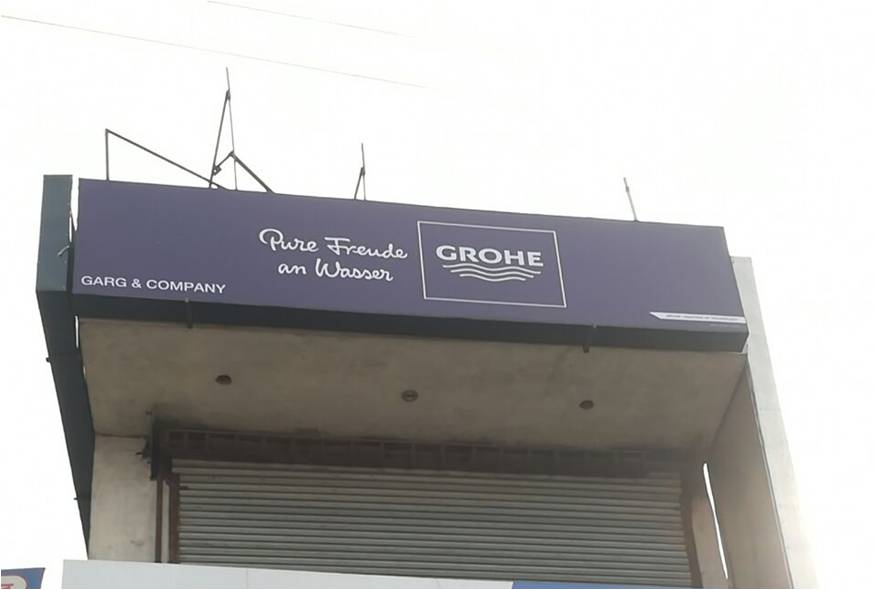 Pure Freude
an Wasser
GROHE
GARG & COMPANY